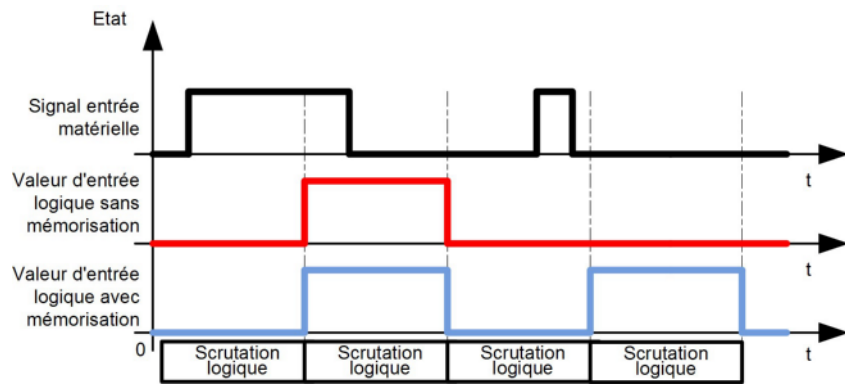 Etat
Signal entrée
matérielle
t
Valeur d'entrée
logique sans
mémorisation
t
Valeur d'entrée
logique avec
mémorisation
0
t
Scrutation
logique
Scrutation
logique
Scrutation
logique
Scrutation
logique